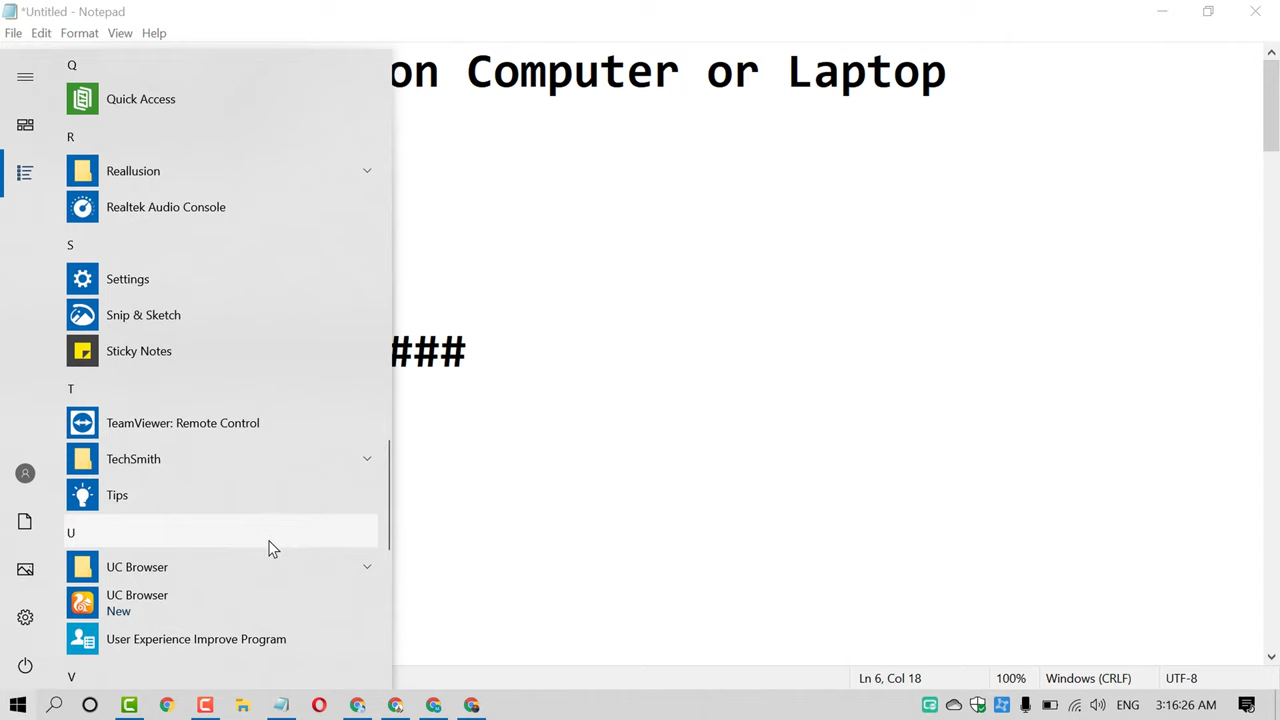 *Untitled - Notepad
File Edit Format View Help
on Computer or Laptop
###
Q
Quick Access
R
Reallusion
Realtek Audio Console
S
Settings
Snip & Sketch
Sticky Notes
T
TeamViewer: Remote Control
TechSmith
Tips
U
UC Browser
UC Browser
New
User Experience Improve Program
V
Ln 6, Col 18 100% Windows (CRLF) UTF-8
ENG 3:16:26 AM